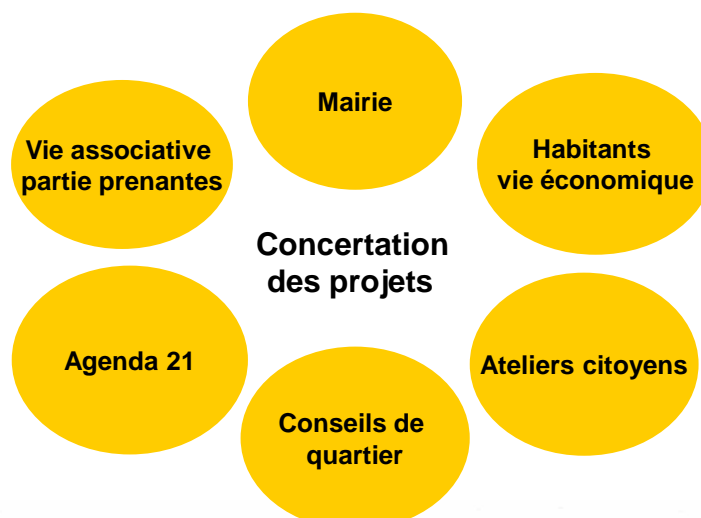 Mairie
Vie associative
partie prenantes
Habitants
vie économique
Concertation
des projets
Agenda 21
Ateliers citoyens
Conseils de
quartier